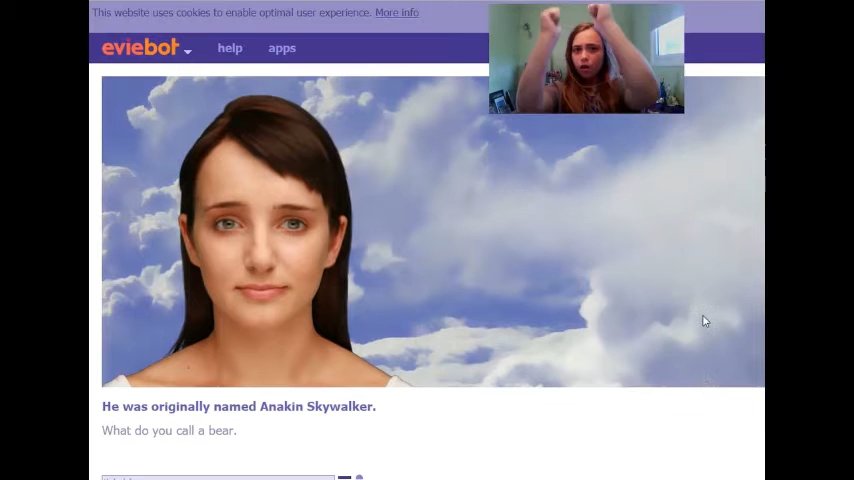 This website uses cookies to enable optimal user experience. More info
eviebot help apps
He was originally named Anakin Skywalker.
What do you call a bear.